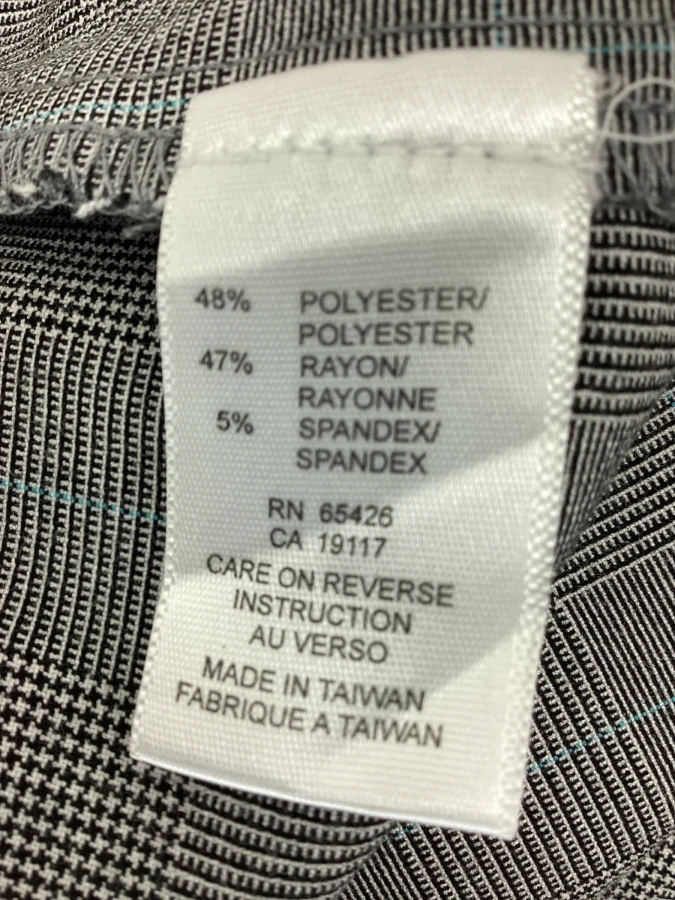 48% POLYESTER/
POLYESTER
47% RAYON/
RAYONNE
5% SPANDEX/
SPANDEX
RN 65426
CA 19117
CARE ON REVERSE
INSTRUCTION
AU VERSO
MADE IN TAIWAN
FABRIQUE A TAIWAN